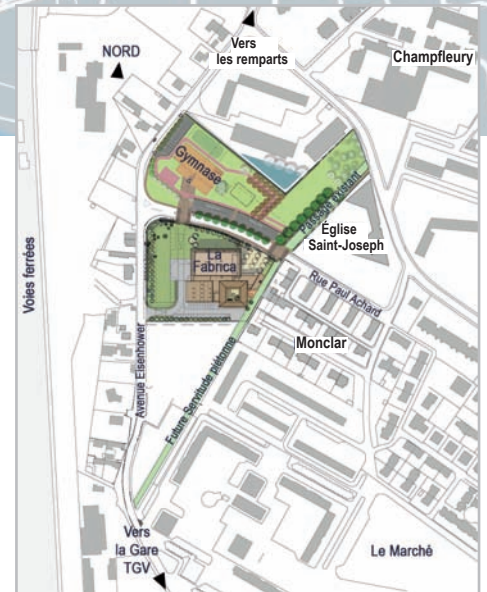 NORD
Vers
les remparts
Champfleury
Gymnase
Passage existant
Église
Saint-Joseph
La
Fabrica
Rue Paul Achard
Voies ferrées
Monclar
Avenue Eisenhower
Future Servitude piétonne
Vers
la Gare
TGV
Le Marché